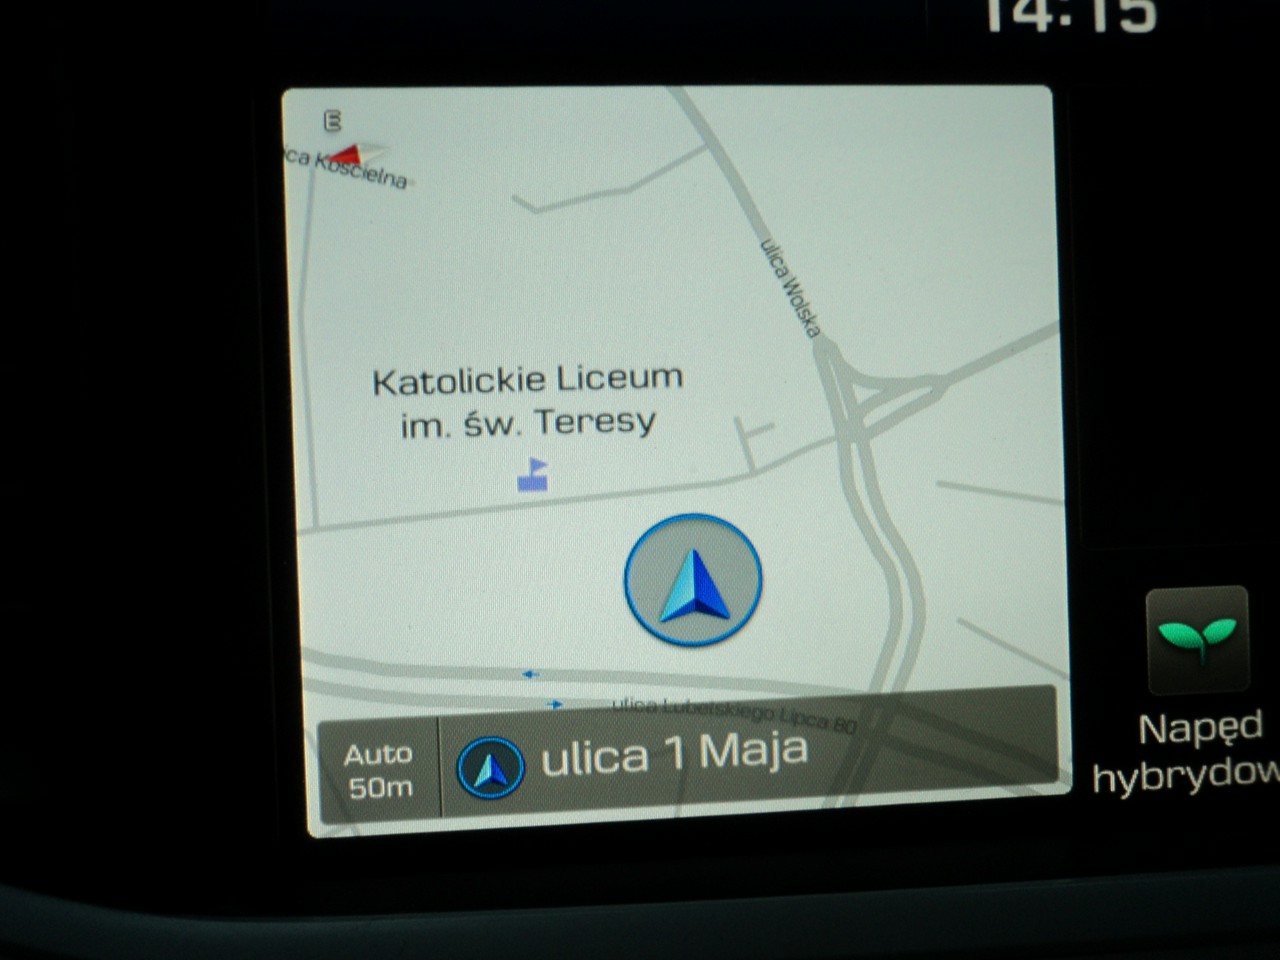 14:15
E
ica Kościelna
ulica Wolska
Katolickie Liceum
im. św. Teresy
ulica Lubelskiego Lipca 80
Auto
50m
ulica 1 Maja
Napęd
hybrydow